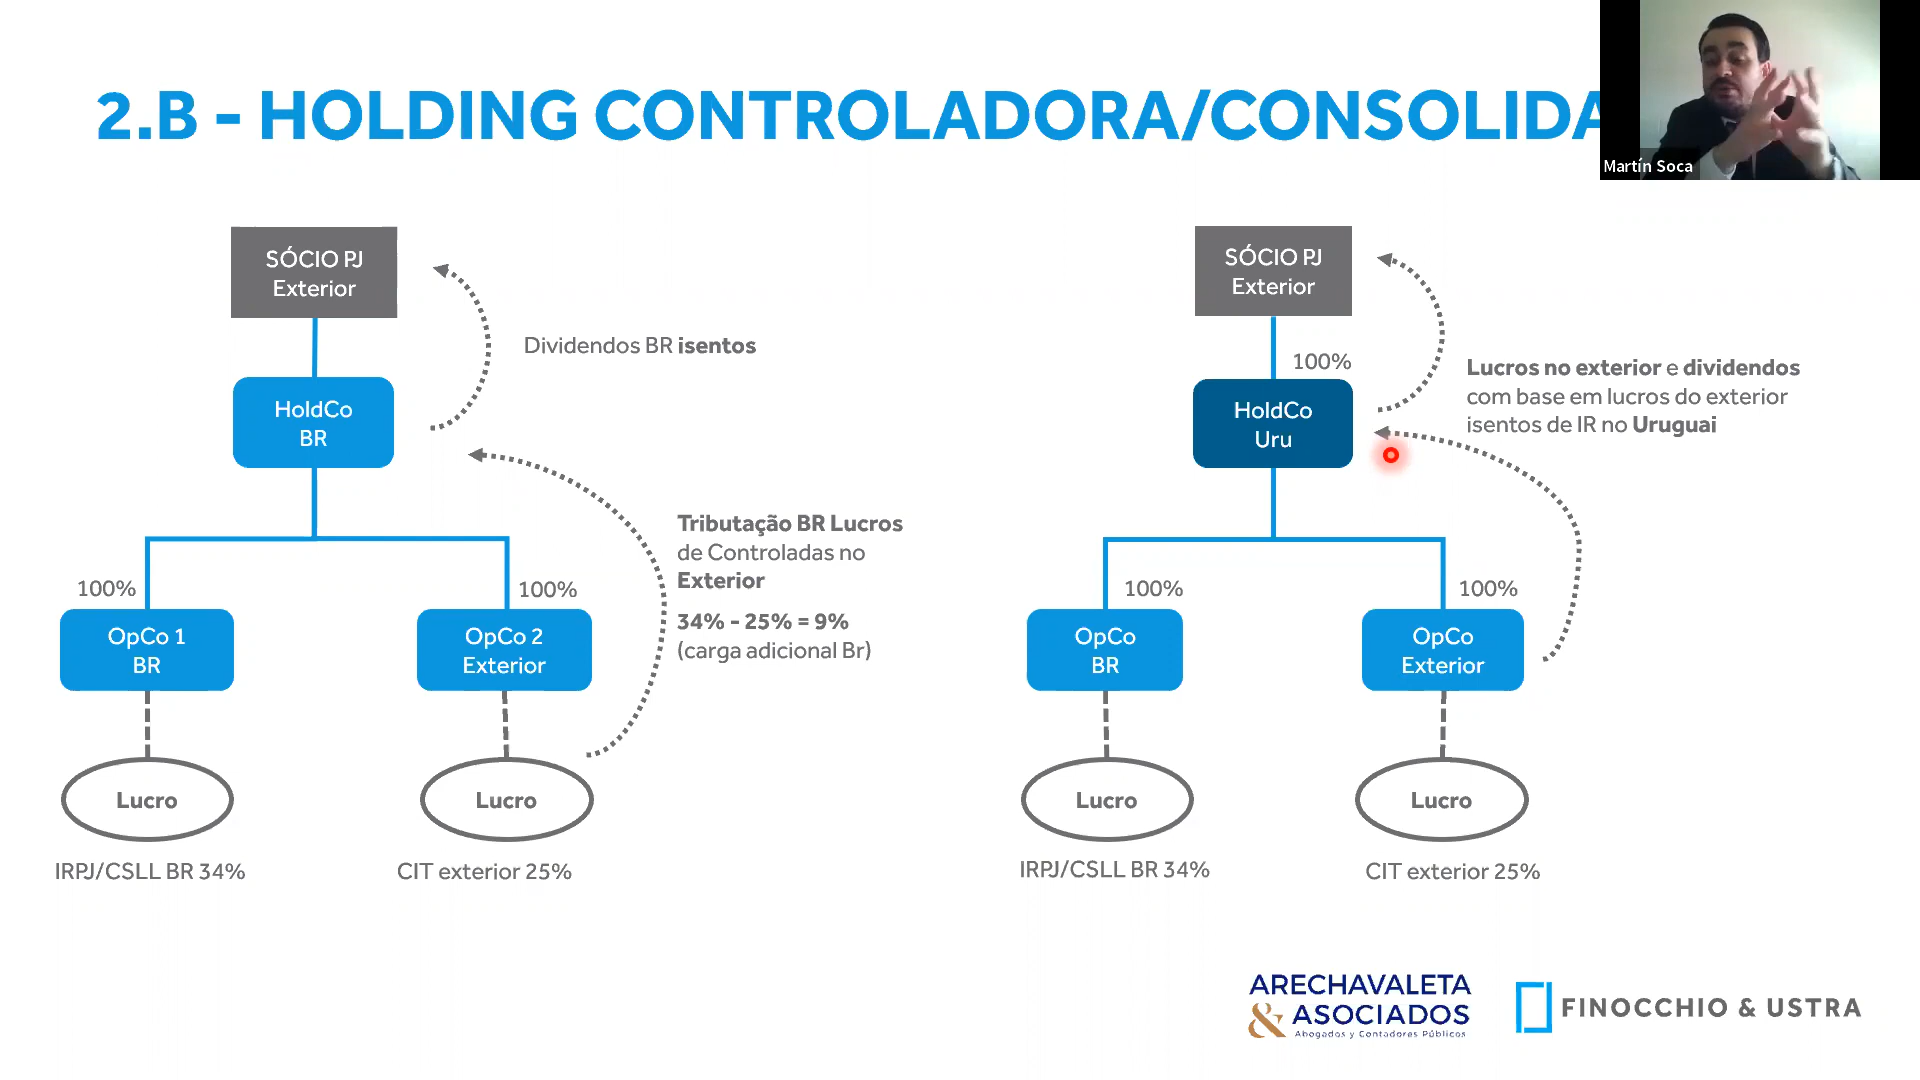 2.B - HOLDING CONTROLADORA/CONSOLIDA
Martín Soca
SÓCIO PJ
Exterior
Dividendos BR isentos
HoldCo
BR
Tributação BR Lucros
de Controladas no
Exterior
34% - 25% = 9%
(carga adicional Br)
100%
100%
OpCo 1
BR
OpCo 2
Exterior
Lucro
Lucro
IRPJ/CSLL BR 34%
CIT exterior 25%
SÓCIO PJ
Exterior
100%
Lucros no exterior e dividendos
com base em lucros do exterior
isentos de IR no Uruguai
HoldCo
Uru
100%
100%
OpCo
BR
OpCo
Exterior
Lucro
Lucro
IRPJ/CSLL BR 34%
CIT exterior 25%
ARECHAVALETA
& ASOCIADOS
Abogados y Contadores Públicos
FINOCCHIO & USTRA